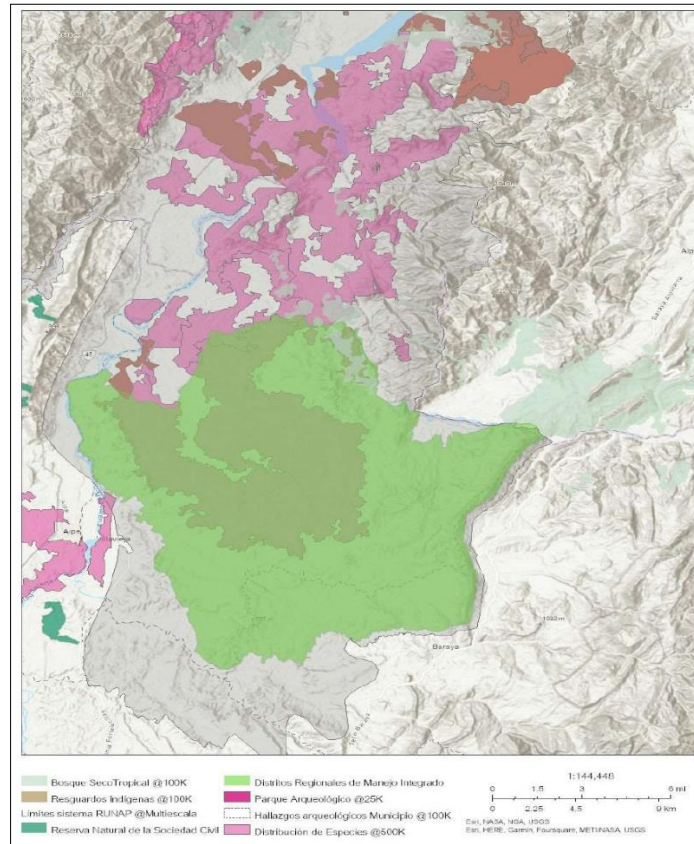 47
Baraya
Bosque SecoTropical @100K
Resguardos Indígenas @100K
Límites sistema RUNAP @Multiescala
Reserva Natural de la Sociedad Civil
Distritos Regionales de Manejo Integrado
Parque Arqueológico @25K
Hallazgos arqueológicos Municipio @100K
Distribución de Especies @500K
1:144,448
0 1.5 3 6 mi
0 2.25 4.5 9 km
Esri, NASA, NGA, USGS
Esri, HERE, Garmin, Foursquare, METI/NASA, USGS